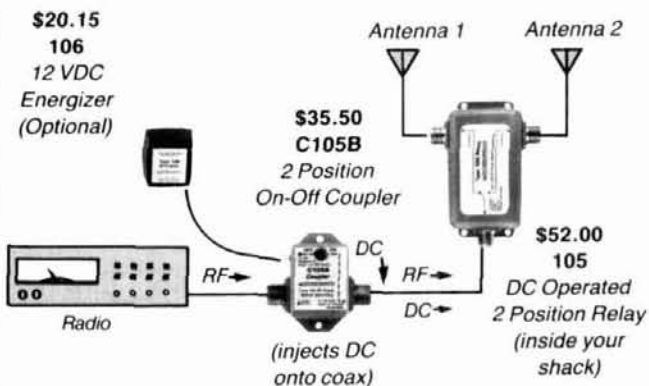 $20.15
106
12 VDC
Energizer
(Optional)
$35.50
C105B
2 Position
On-Off Coupler
Antenna 1
Antenna 2
DC
RF→
Radio
C105B
Coupler
(injects DC
onto coax)
RF→
DC→
$52.00
105
DC Operated
2 Position Relay
(inside your
shack)